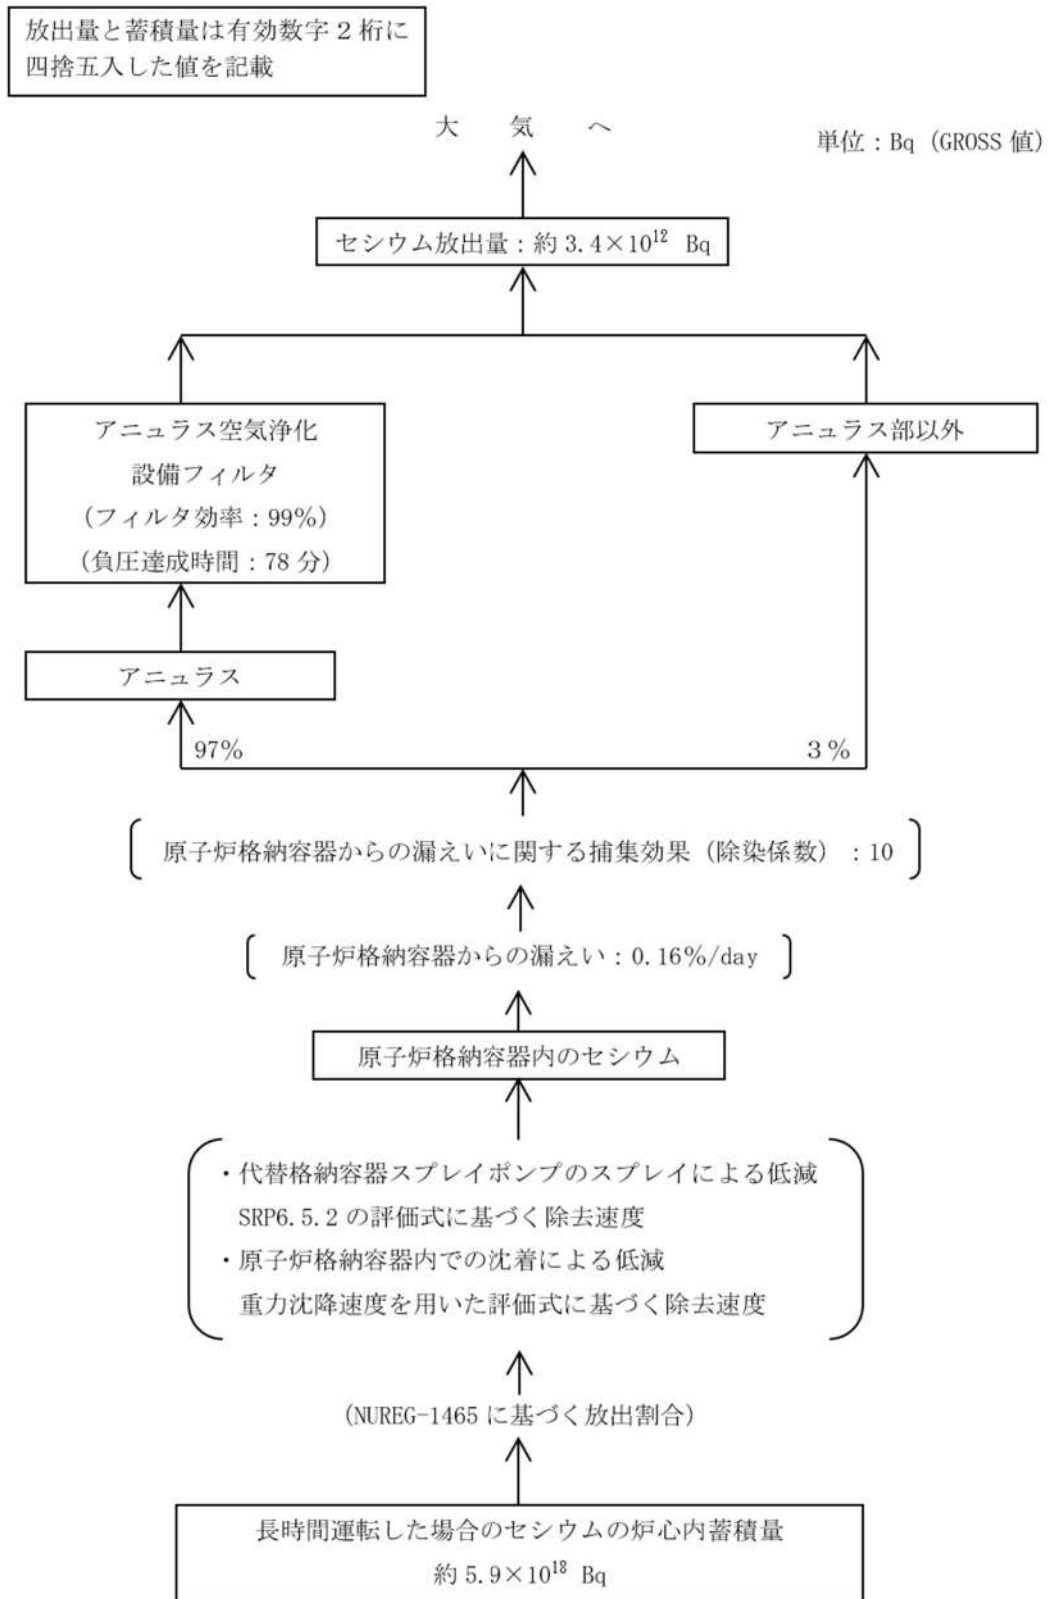 放出量と蓄積量は有効数字2桁に
四捨五入した値を記載
大 気 へ
単位:Bq (GROSS 値)
セシウム放出量:約 3.4×10¹² Bq
アニュラス空気浄化
設備フィルタ
(フィルタ効率:99%)
(負圧達成時間:78 分)
アニュラス部以外
アニュラス
97%
3%
原子炉格納容器からの漏えいに関する捕集効果(除染係数):10
原子炉格納容器からの漏えい:0.16%/day
原子炉格納容器内のセシウム
・代替格納容器スプレイポンプのスプレイによる低減
SRP6.5.2 の評価式に基づく除去速度
・原子炉格納容器内での沈着による低減
重力沈降速度を用いた評価式に基づく除去速度
(NUREG-1465 に基づく放出割合)
長時間運転した場合のセシウムの炉心内蓄積量
約 5.9×10¹⁸ Bq